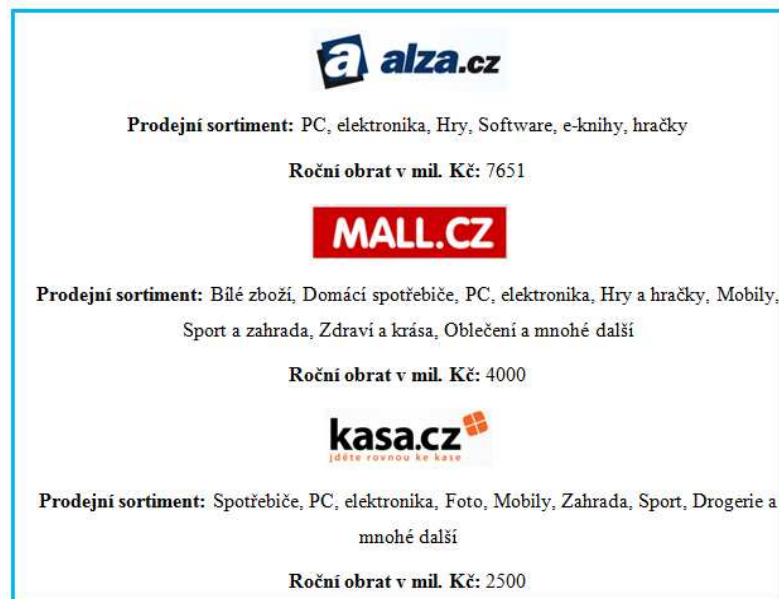 a alza.cz
Prodejní sortiment: PC, elektronika, Hry, Software, e-knihy, hračky
Roční obrat v mil. Kč: 7651
MALL.CZ
Prodejní sortiment: Bílé zboží, Domácí spotřebiče, PC, elektronika, Hry a hračky, Mobily,
Sport a zahrada, Zdraví a krása, Oblečení a mnohé další
Roční obrat v mil. Kč: 4000
kasa.cz
jděte rovnou ke kase
Prodejní sortiment: Spotřebiče, PC, elektronika, Foto, Mobily, Zahrada, Sport, Drogerie a
mnohé další
Roční obrat v mil. Kč: 2500